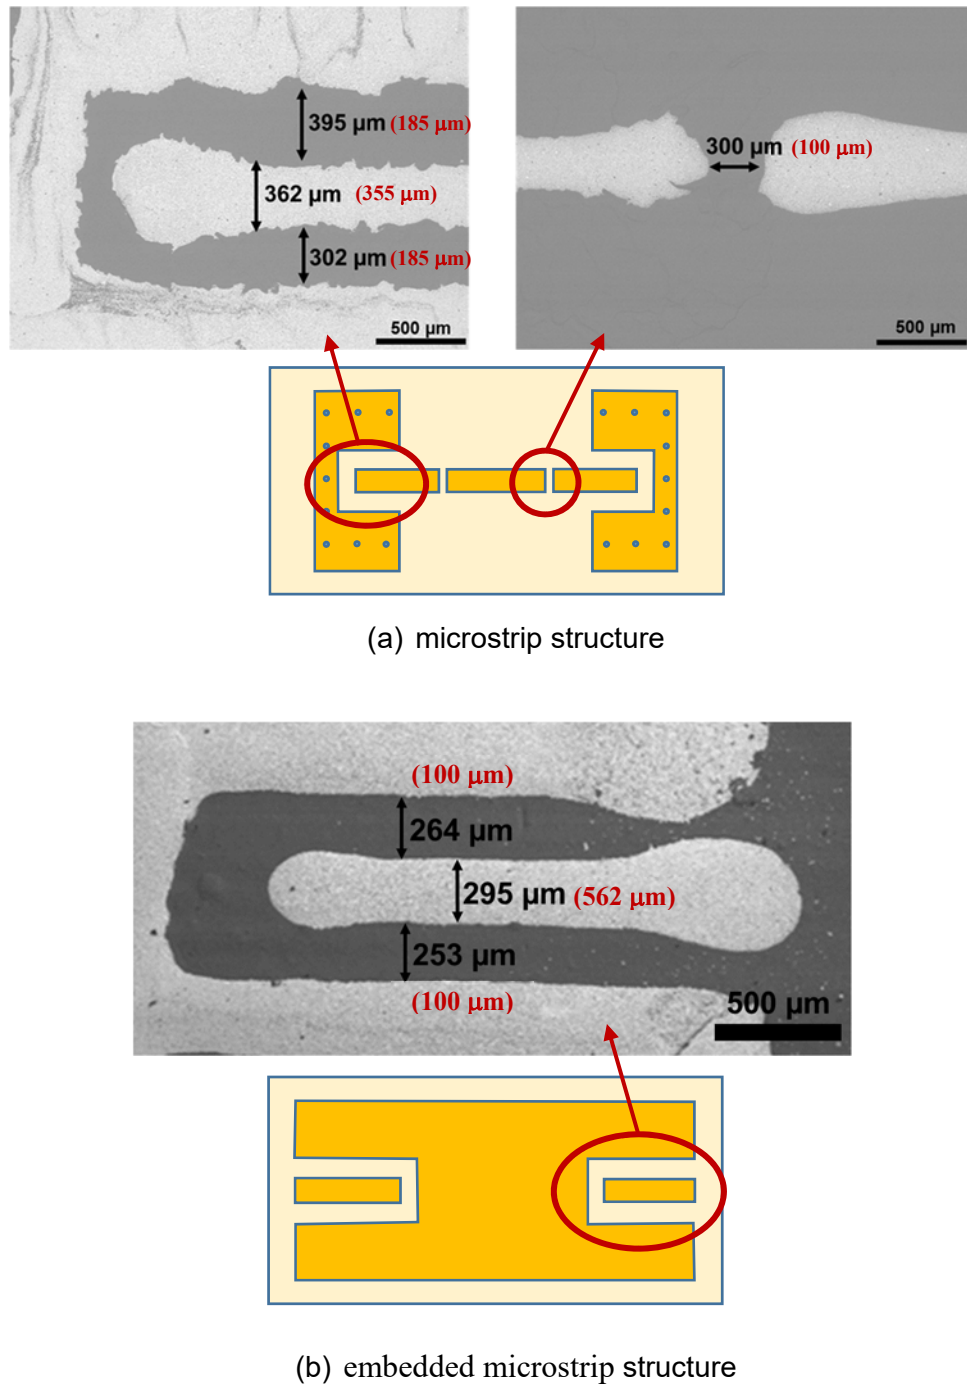 395 μm (185 μm)
362 μm (355 μm)
302 μm (185 μm)
500 μm
300 μm (100 μm)
500 μm
(a) microstrip structure
(100 μm)
264 μm
295 μm (562 μm)
253 μm
(100 μm)
500 μm
(b) embedded microstrip structure